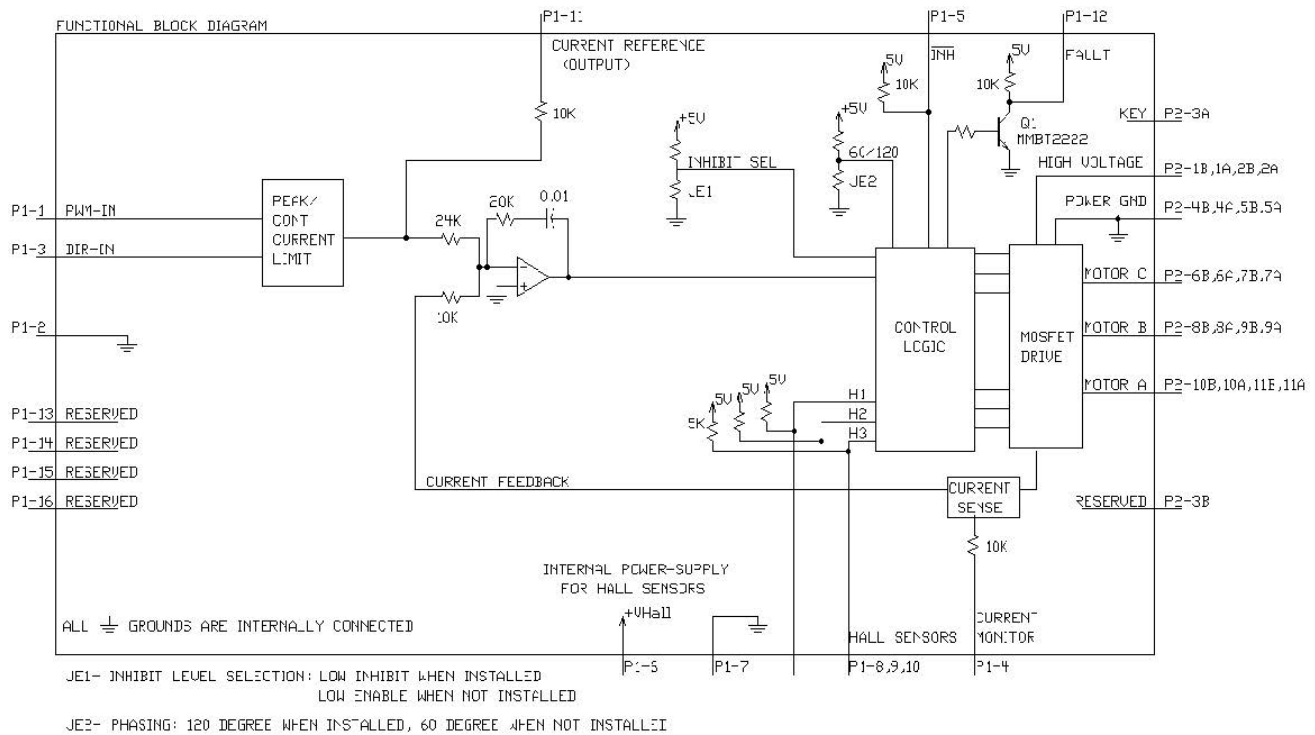 FUNCTIONAL BLOCK DIAGRAM
P1-11
P1-5
P1-12
CURRENT REFERENCE
(OUTPUT)
10K
5V
10K
INH
5V
10K
FAULT
Q1
MMBT2222
KEY P2-3A
+5V
INHIBIT SEL
JE1
+5V
60/120
JE2
HIGH VOLTAGE P2-1B,1A,2B,2A
POWER GND P2-4B,4A,5B,5A
P1-1 PWM-IN
P1-3 DIR-IN
PEAK/
CONT
CURRENT
LIMIT
24K
20K
0.01
-
+
10K
P1-2
CONTROL
LOGIC
MOSFET
DRIVE
MOTOR C P2-6B,6A,7B,7A
MOTOR B P2-8B,8A,9B,9A
MOTOR A P2-10B,10A,11B,11A
5V
5V
5V
5K
H1
H2
H3
P1-13 RESERVED
P1-14 RESERVED
P1-15 RESERVED
P1-16 RESERVED
CURRENT FEEDBACK
CURRENT
SENSE
RESERVED P2-3B
10K
INTERNAL POWER-SUPPLY
FOR HALL SENSORS
+VHall
ALL GROUNDS ARE INTERNALLY CONNECTED
HALL SENSORS
CURRENT
MONITOR
P1-6
P1-7
P1-8,9,10
P1-4
JE1- INHIBIT LEVEL SELECTION: LOW INHIBIT WHEN INSTALLED
LOW ENABLE WHEN NOT INSTALLED
JE2- PHASING: 120 DEGREE WHEN INSTALLED, 60 DEGREE WHEN NOT INSTALLED